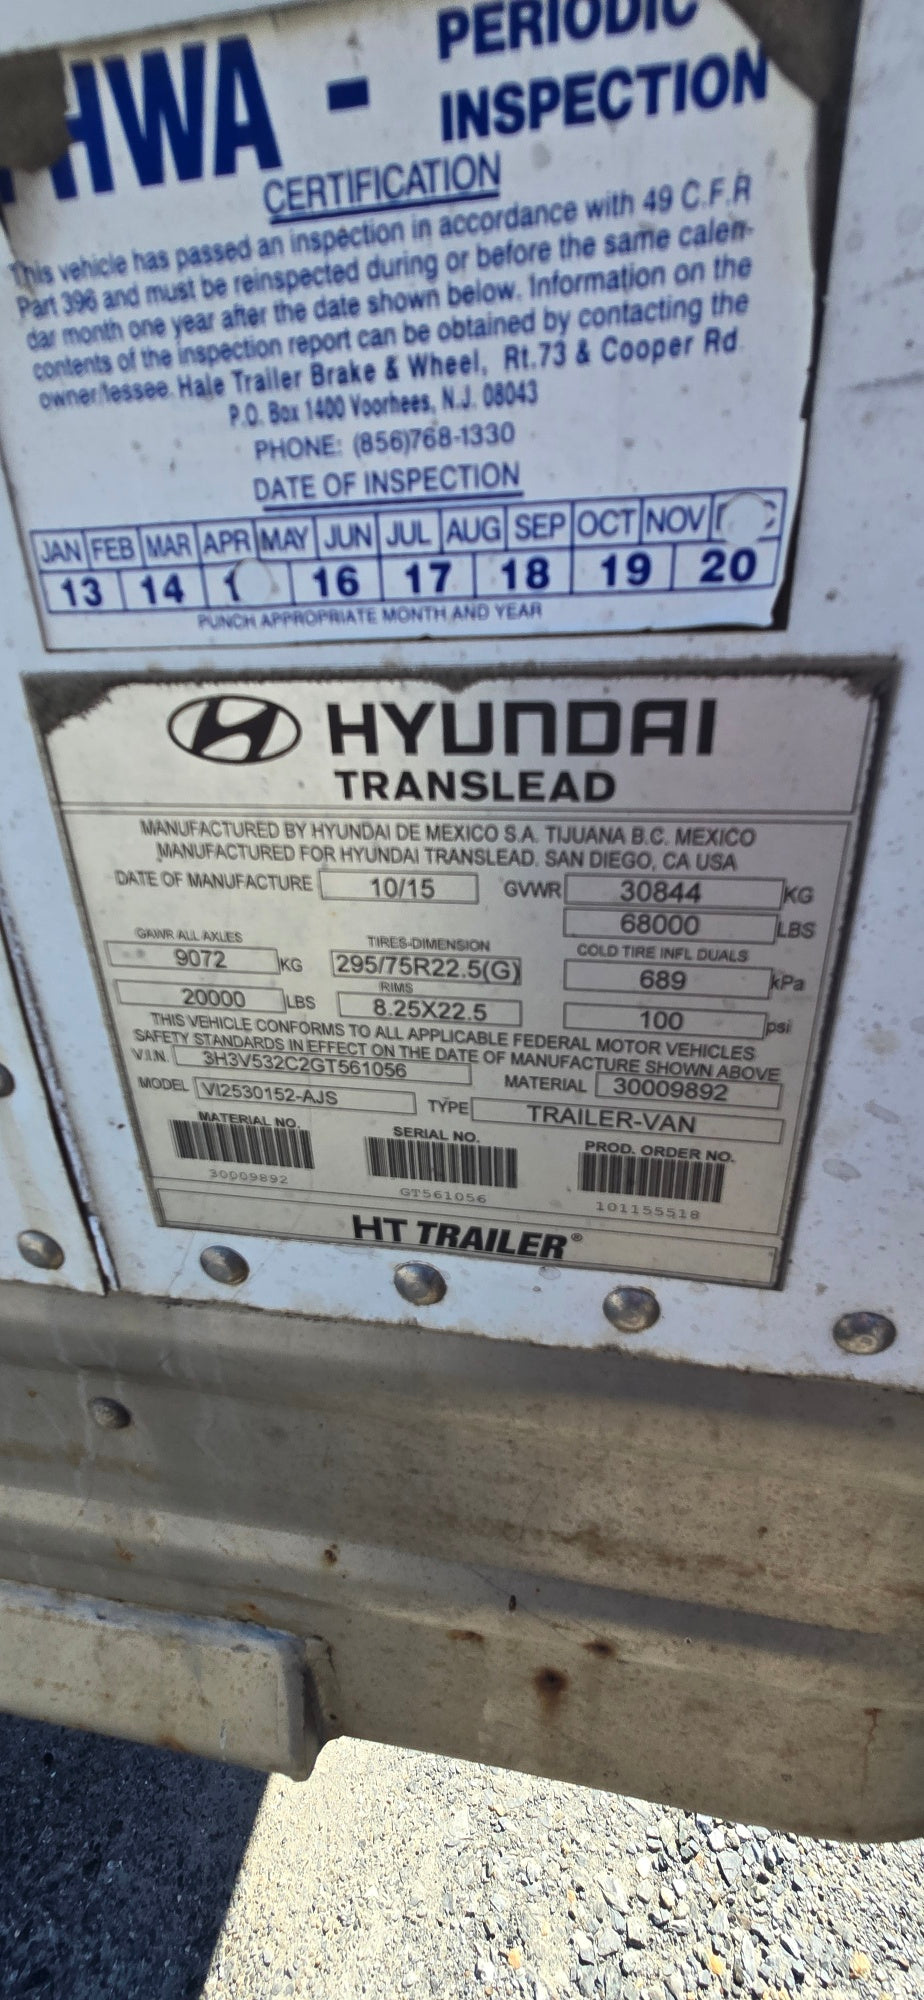 HWA - PERIODIC
INSPECTION
CERTIFICATION
This vehicle has passed an inspection in accordance with 49 C.F.R
Part 396 and must be reinspected during or before the same calen-
dar month one year after the date shown below. Information on the
contents of the inspection report can be obtained by contacting the
owner/lessee. Hale Trailer Brake & Wheel, Rt.73 & Cooper Rd.
P.O. Box 1400 Voorhees, N.J. 08043
PHONE: (856)768-1330
DATE OF INSPECTION
JAN FEB MAR APR MAY JUN JUL AUG SEP OCT NOV
13 14 1 16 17 18 19 20
PUNCH APPROPRIATE MONTH AND YEAR
HYUNDAI
TRANSLEAD
MANUFACTURED BY HYUNDAI DE MEXICO S.A. TIJUANA B.C. MEXICO
MANUFACTURED FOR HYUNDAI TRANSLEAD. SAN DIEGO, CA USA
DATE OF MANUFACTURE 10/15 GVWR 30844 KG
68000 LBS
GAWR ALL AXLES TIRES-DIMENSION COLD TIRE INFL DUALS
9072 KG 295/75R22.5(G) 689 kPa
RIMS
20000 LBS 8.25X22.5 100 psi
THIS VEHICLE CONFORMS TO ALL APPLICABLE FEDERAL MOTOR VEHICLES
SAFETY STANDARDS IN EFFECT ON THE DATE OF MANUFACTURE SHOWN ABOVE
V.I.N. 3H3V532C2GT561056 MATERIAL 30009892
MODEL VI2530152-AJS TYPE TRAILER-VAN
MATERIAL NO. SERIAL NO. PROD. ORDER NO.
30009892 GT561056 101155518
HT TRAILER®